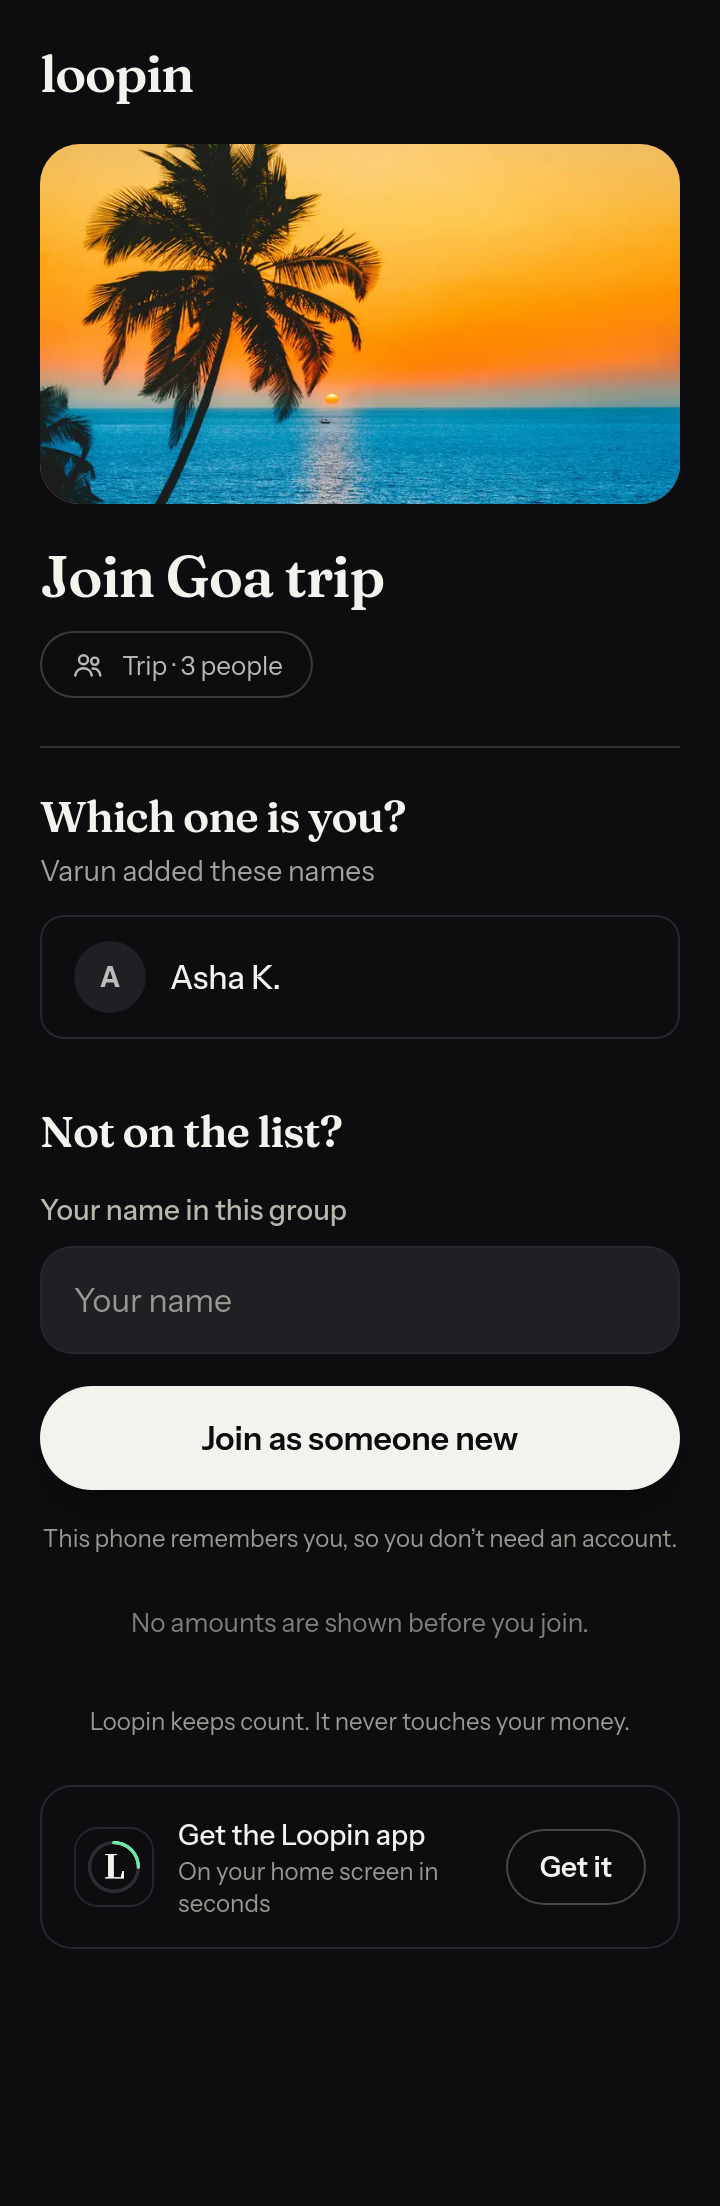 loopin
Join Goa trip
Trip · 3 people
Which one is you?
Varun added these names
A
Asha K.
Not on the list?
Your name in this group
Your name
Join as someone new
This phone remembers you, so you don’t need an account.
No amounts are shown before you join.
Loopin keeps count. It never touches your money.
L
Get the Loopin app
On your home screen in
seconds
Get it